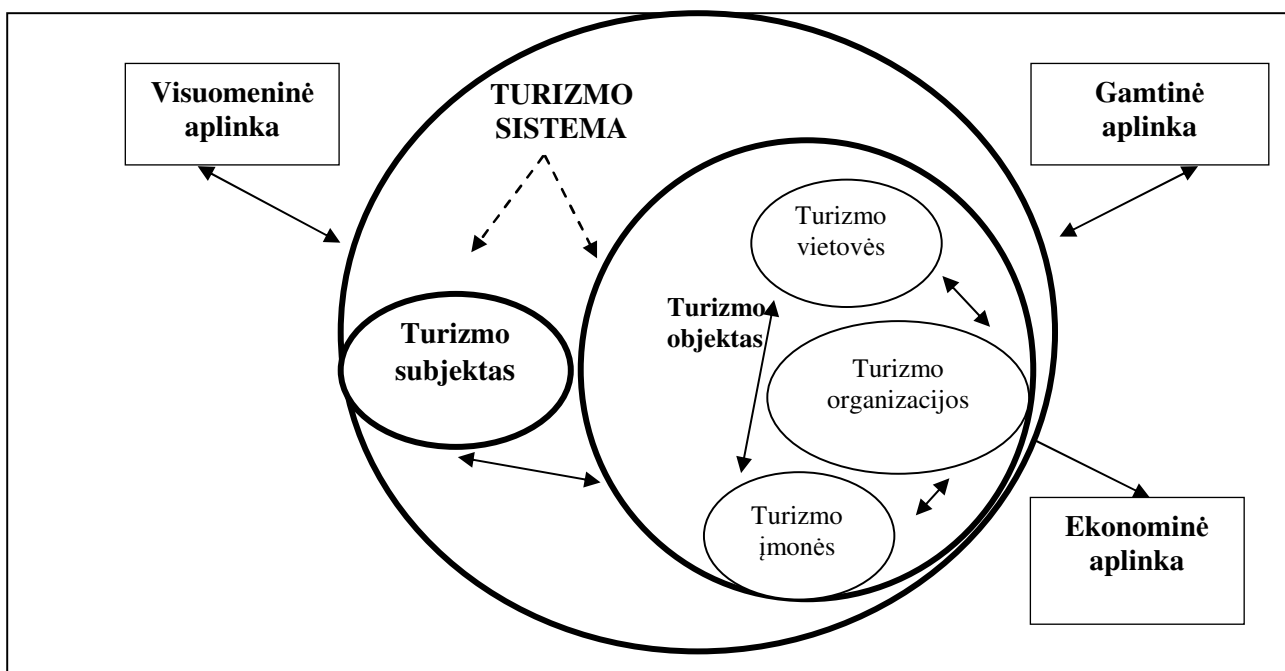 Visuomeninė
aplinka
TURIZMO
SISTEMA
Gamtinė
aplinka
Turizmo
vietovės
Turizmo
objektas
Turizmo
subjektas
Turizmo
organizacijos
Turizmo
įmonės
Ekonominė
aplinka